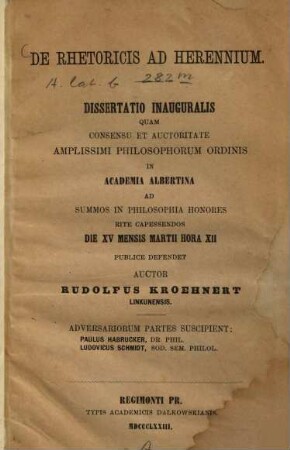 DE RHETORICIS AD HERENNIUM.
A. lat. b 282 m
DISSERTATIO INAUGURALIS
QUAM
CONSENSU ET AUCTORITATE
AMPLISSIMI PHILOSOPHORUM ORDINIS
IN
ACADEMIA ALBERTINA
AD
SUMMOS IN PHILOSOPHIA HONORES
RITE CAPESSENDOS
DIE XV MENSIS MARTII HORA XII
PUBLICE DEFENDET
AUCTOR
RUDOLFUS KROEHNERT
LINKUNENSIS.
ADVERSARIORUM PARTES SUSCIPIENT:
PAULUS HABRUCKER, DR PHIL.
LUDOVICUS SCHMIDT, SOD. SEM. PHILOL.
REGIMONTI PR.
TYPIS ACADEMICIS DALKOWSKIANIS.
MDCCCLXXIII.